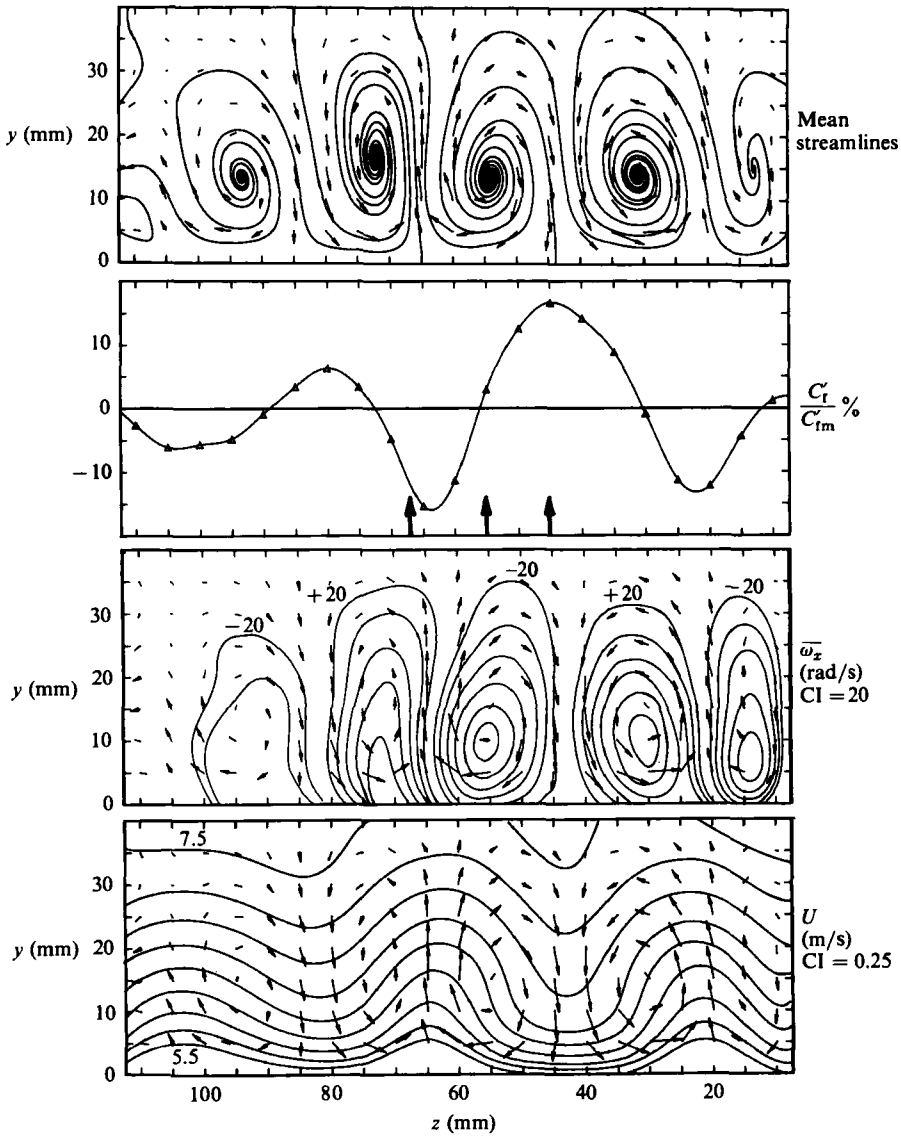 30
20
y (mm)
10
0
Mean
streamlines
10
0
−10
C′f
C′fm
%
30
20
y (mm)
10
0
−20
+20
−20
+20
−20
ωx
(rad/s)
CI = 20
30
20
y (mm)
10
0
7.5
5.5
U
(m/s)
CI = 0.25
100 80 60 40 20
z (mm)